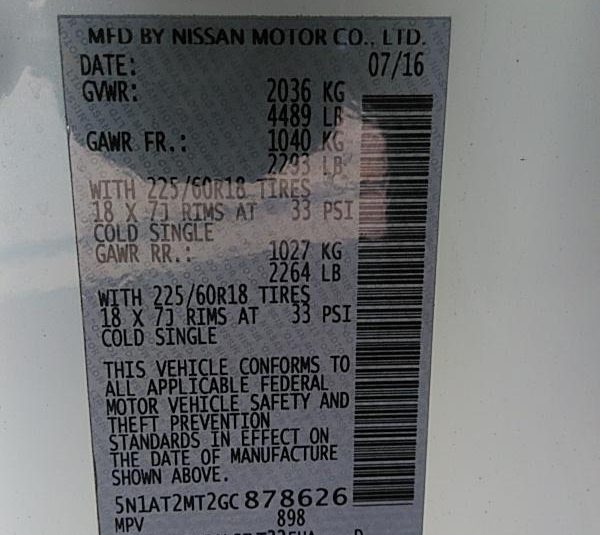 MFD BY NISSAN MOTOR CO., LTD.
DATE: 07/16
GVWR: 2036 KG
4489 LB
GAWR FR.: 1040 KG
2293 LB
WITH 225/60R18 TIRES
18 X 7J RIMS AT 33 PSI
COLD SINGLE
GAWR RR.: 1027 KG
2264 LB
WITH 225/60R18 TIRES
18 X 7J RIMS AT 33 PSI
COLD SINGLE
THIS VEHICLE CONFORMS TO
ALL APPLICABLE FEDERAL
MOTOR VEHICLE SAFETY AND
THEFT PREVENTION
STANDARDS IN EFFECT ON
THE DATE OF MANUFACTURE
SHOWN ABOVE.
5N1AT2MT2GC878626
MPV 898